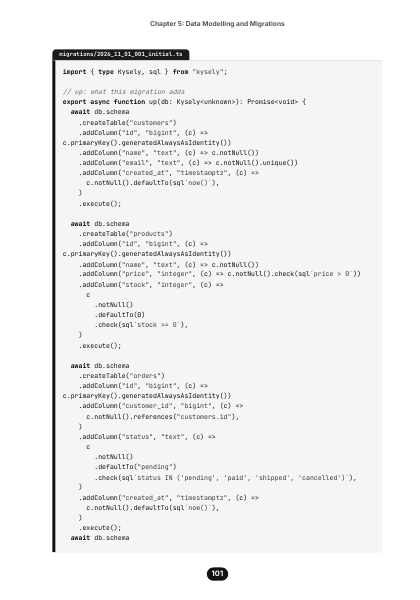 Chapter 5: Data Modelling and Migrations
migrations/2026_11_01_001_initial.ts
import { type Kysely, sql } from "kysely";
// up: what this migration adds
export async function up(db: Kysely<unknown>): Promise<void> {
  await db.schema
    .createTable("customers")
    .addColumn("id", "bigint", (c) =>
c.primaryKey().generatedAlwaysAsIdentity())
    .addColumn("name", "text", (c) => c.notNull())
    .addColumn("email", "text", (c) => c.notNull().unique())
    .addColumn("created_at", "timestamptz", (c) =>
      c.notNull().defaultTo(sql`now()`),
    )
    .execute();
  await db.schema
    .createTable("products")
    .addColumn("id", "bigint", (c) =>
c.primaryKey().generatedAlwaysAsIdentity())
    .addColumn("name", "text", (c) => c.notNull())
    .addColumn("price", "integer", (c) => c.notNull().check(sql`price > 0`))
    .addColumn("stock", "integer", (c) =>
      c
        .notNull()
        .defaultTo(0)
        .check(sql`stock >= 0`),
    )
    .execute();
  await db.schema
    .createTable("orders")
    .addColumn("id", "bigint", (c) =>
c.primaryKey().generatedAlwaysAsIdentity())
    .addColumn("customer_id", "bigint", (c) =>
      c.notNull().references("customers.id"),
    )
    .addColumn("status", "text", (c) =>
      c
        .notNull()
        .defaultTo("pending")
        .check(sql`status IN ('pending', 'paid', 'shipped', 'cancelled')`),
    )
    .addColumn("created_at", "timestamptz", (c) =>
      c.notNull().defaultTo(sql`now()`),
    )
    .execute();
  await db.schema
101